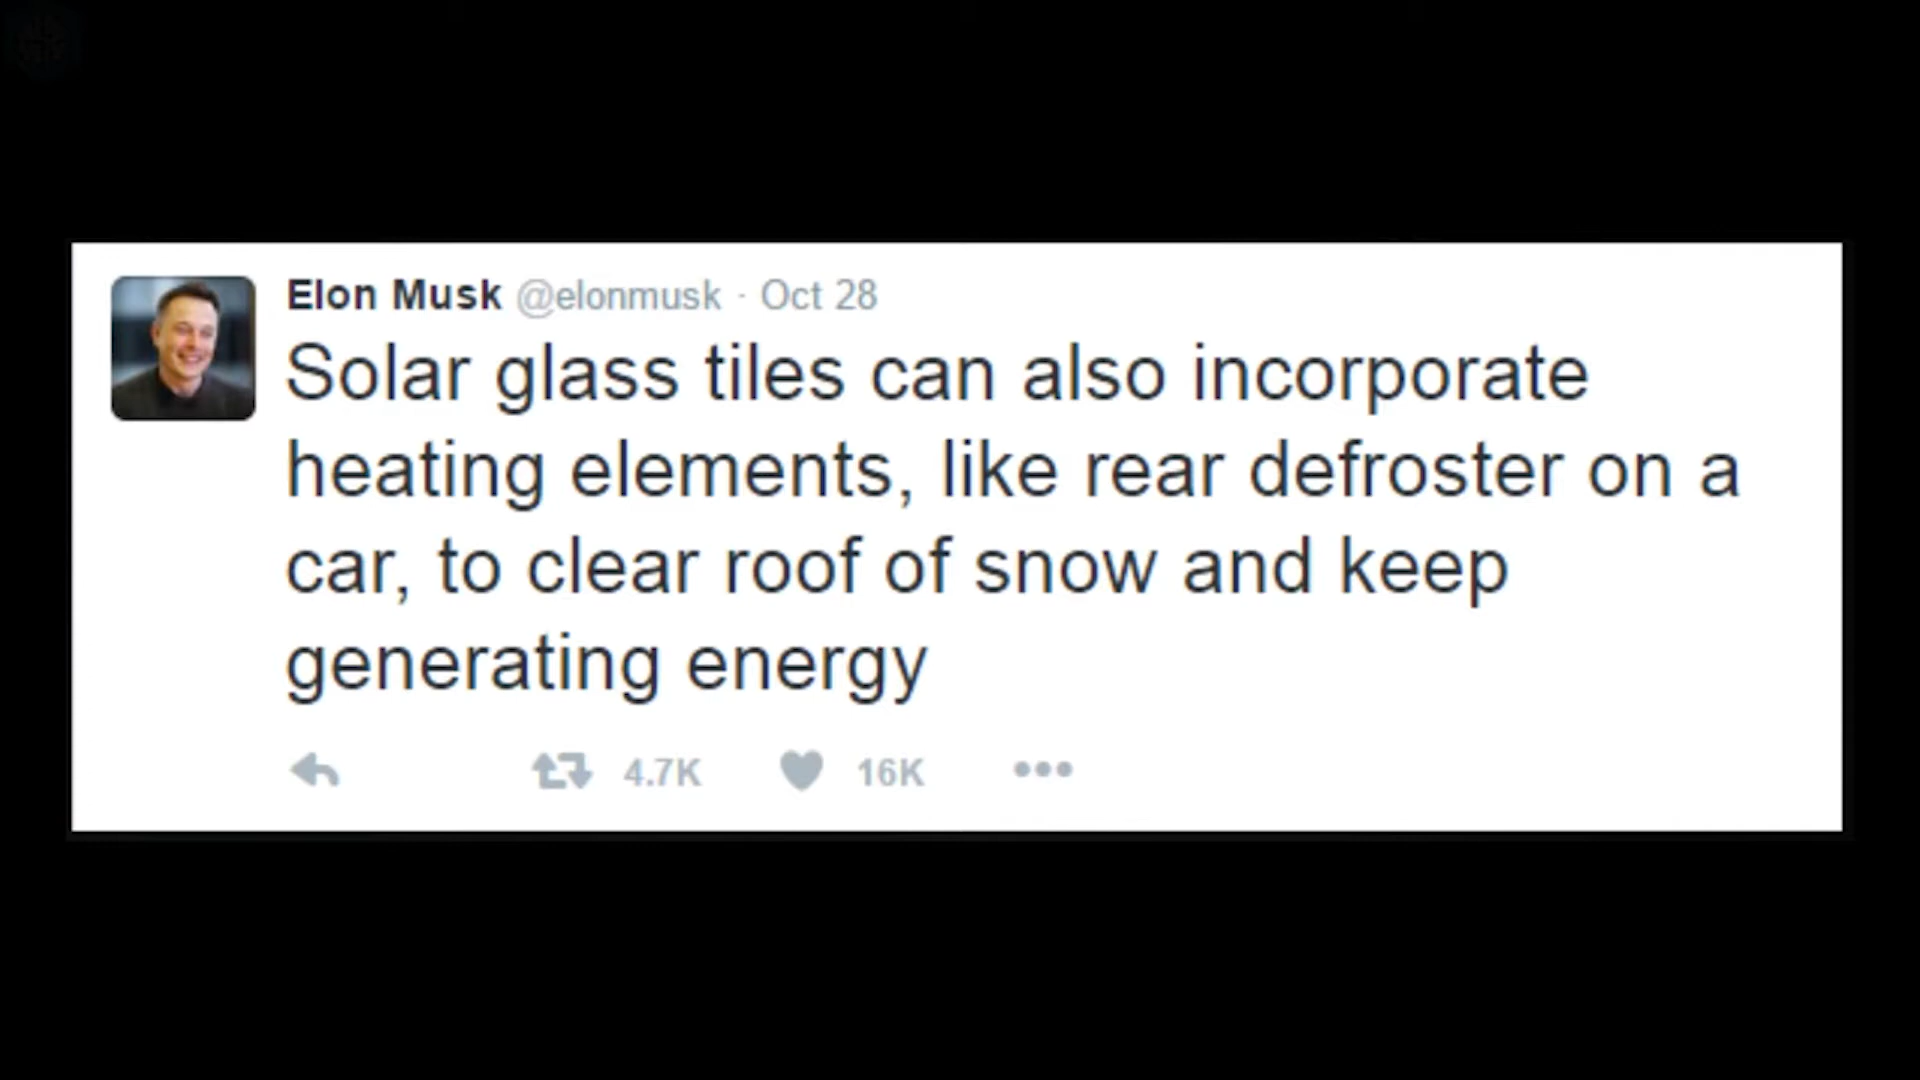 Elon Musk @elonmusk · Oct 28
Solar glass tiles can also incorporate
heating elements, like rear defroster on a
car, to clear roof of snow and keep
generating energy
4.7K 16K